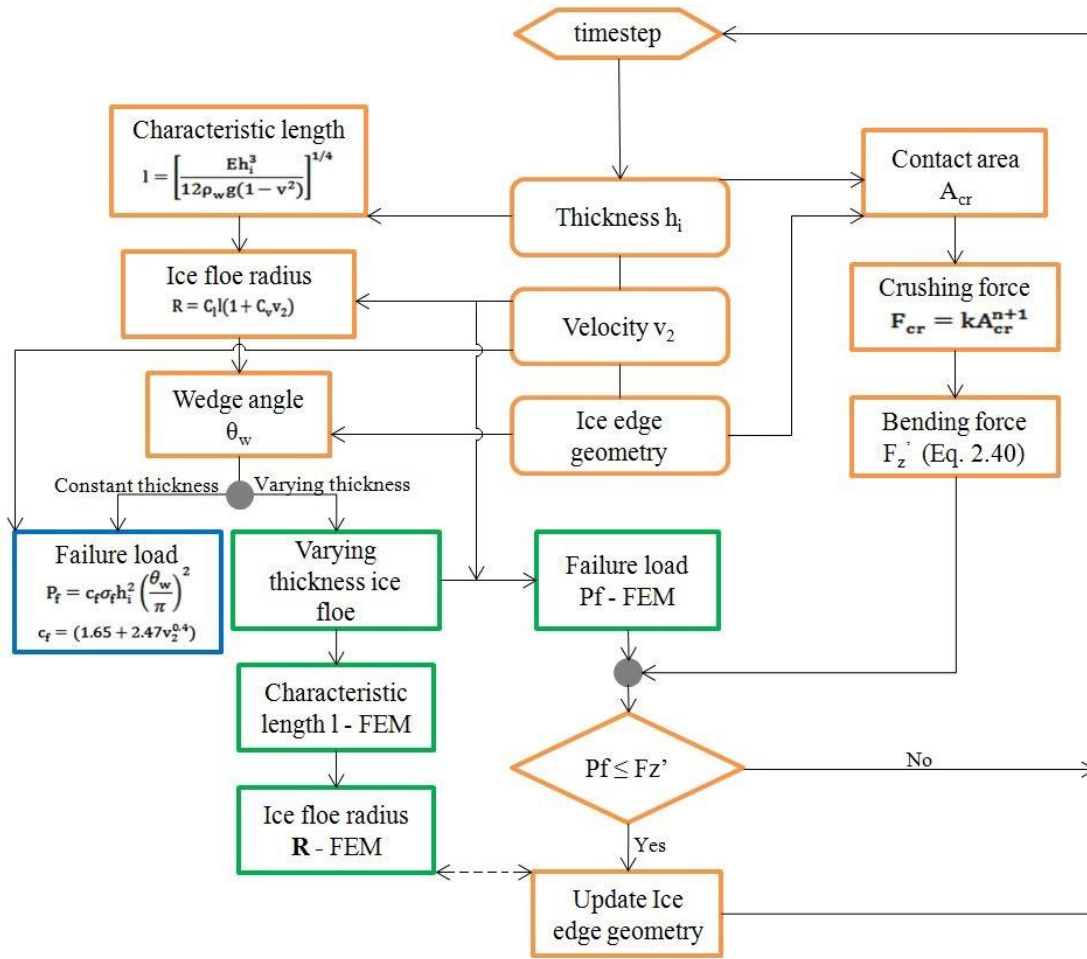 timestep
Characteristic length
l = [Eh_i^3 / 12ρ_w g(1 − v^2)]^1/4
Contact area
A_cr
Thickness h_i
Ice floe radius
R = C_l l(1 + C_v v_2)
Crushing force
F_cr = kA_cr^n+1
Velocity v_2
Wedge angle
θ_w
Ice edge
geometry
Bending force
F_z' (Eq. 2.40)
Constant thickness
Varying thickness
Failure load
P_f = c_f σ_f h_i^2 (θ_w / π)^2
c_f = (1.65 + 2.47v_2^0.4)
Varying
thickness ice
floe
Failure load
Pf - FEM
Characteristic
length l - FEM
Pf ≤ Fz’
No
Ice floe radius
R - FEM
Yes
Update Ice
edge geometry